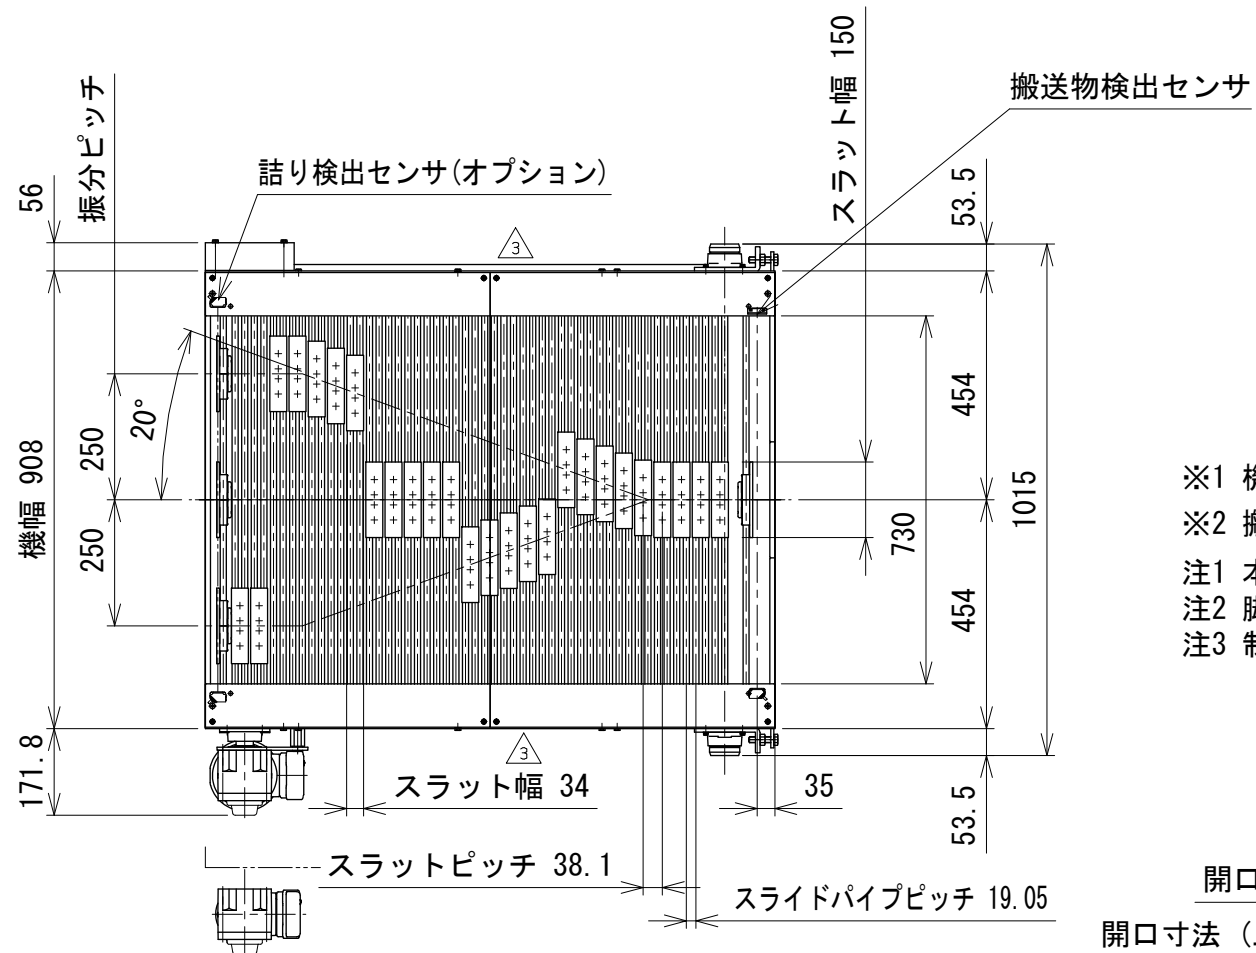 スラット幅 150
搬送物検出センサ
振分ピッチ
詰り検出センサ(オプション)
56
53.5
3
20°
250
250
機幅 908
454
454
730
1015
※1
※2
注1
注2
注3
171.8
3
スラット幅 34
35
53.5
スラットピッチ 38.1
スライドパイプピッチ 19.05
開口
開口寸法 (